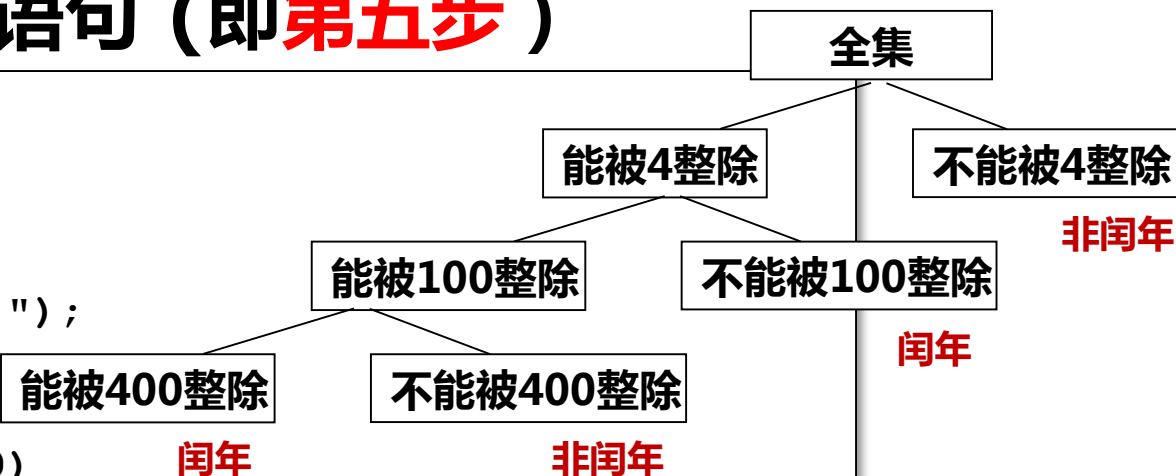 语句（即第五步）
全集
能被4整除
不能被4整除
非闰年
能被100整除
不能被100整除
");
闰年
能被400整除
不能被400整除
闰年
非闰年
)